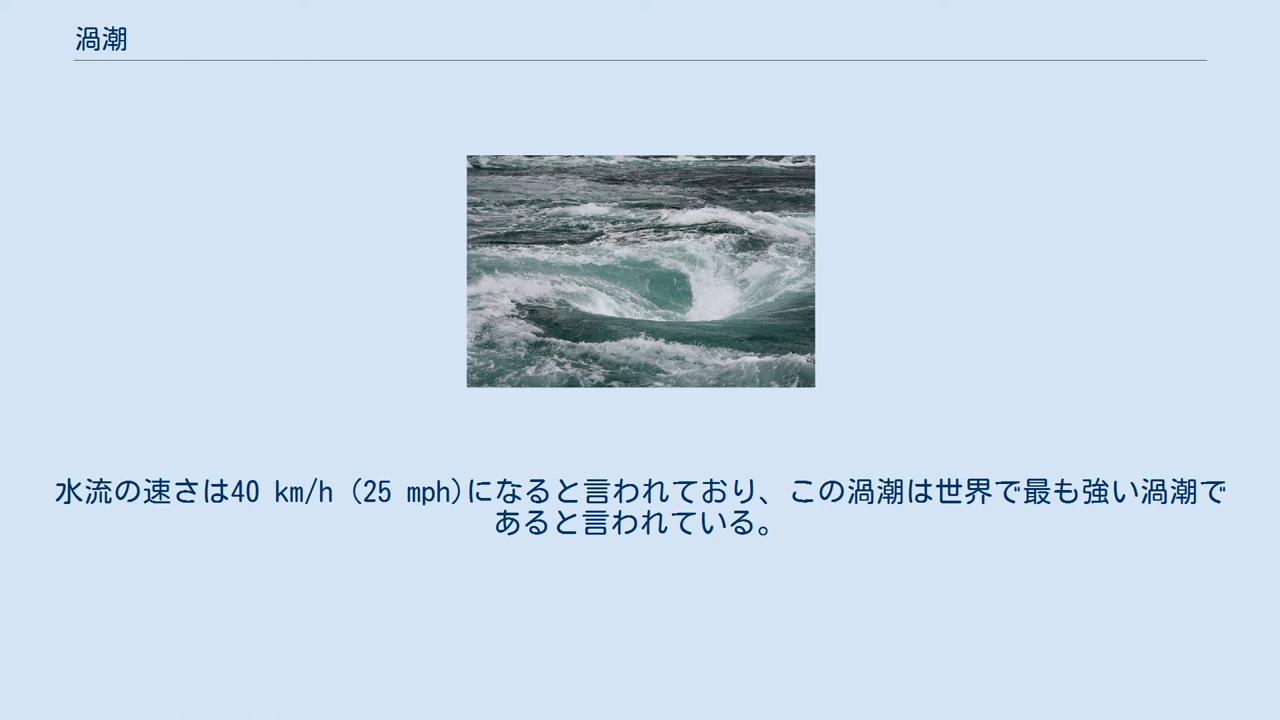 渦潮
水流の速さは40 km/h (25 mph)になると言われており、この渦潮は世界で最も強い渦潮で
あると言われている。